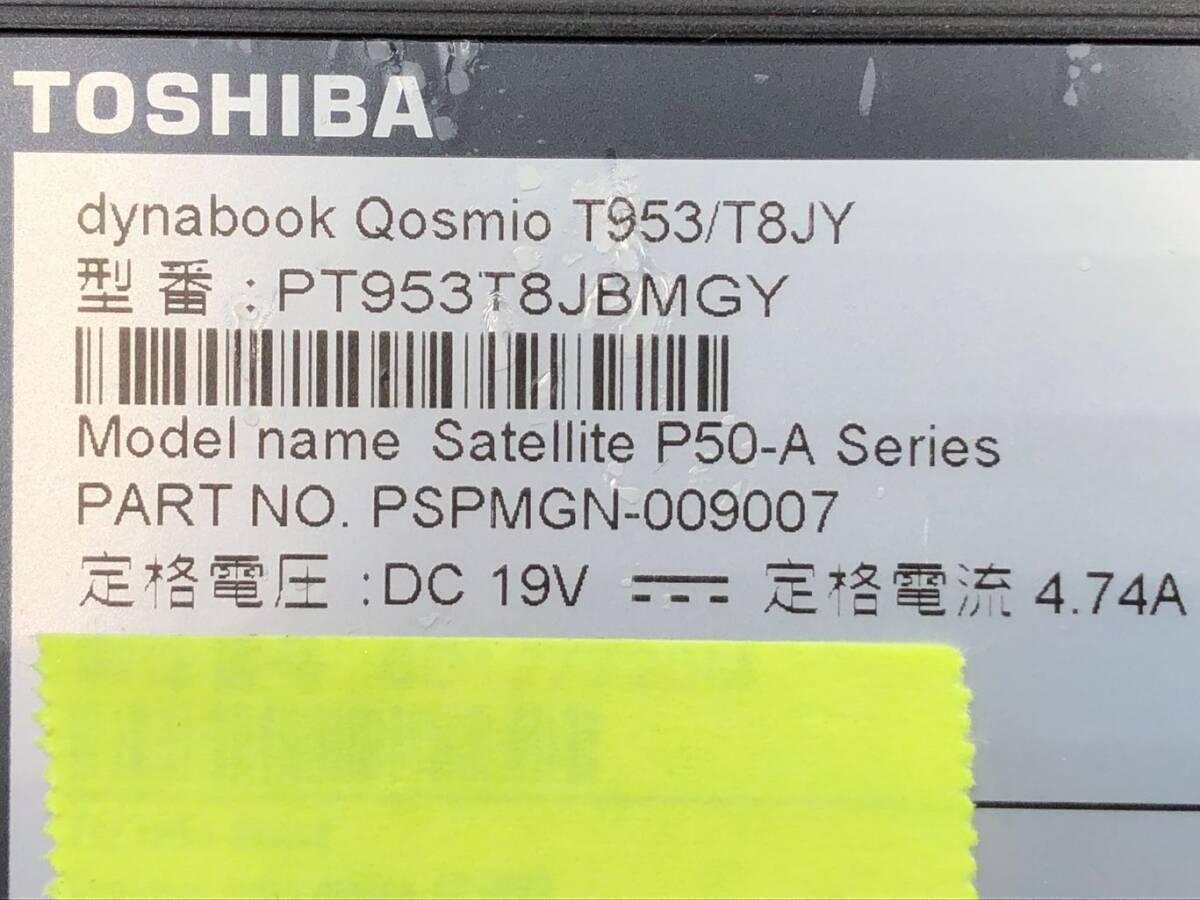 TOSHIBA
dynabook Qosmio T953/T8JY
型 番 : PT953T8JBMGY
Model name Satellite P50-A Series
PART NO. PSPMGN-009007
定格電圧 :DC 19V 定格電流 4.74A